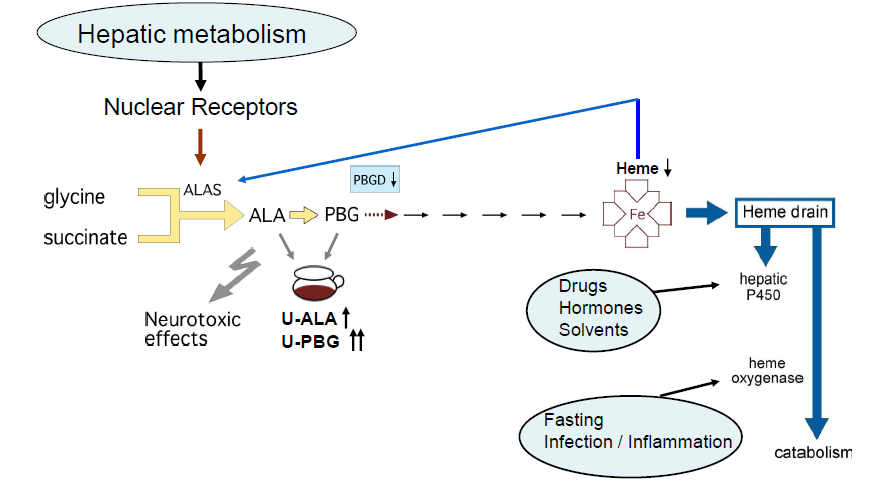 Hepatic metabolism
Nuclear Receptors
glycine
succinate
ALAS
ALA
PBG
PBGD ↓
Heme ↓
Fe
Heme drain
Neurotoxic
effects
U-ALA ↑
U-PBG ↑↑
Drugs
Hormones
Solvents
hepatic
P450
heme
oxygenase
Fasting
Infection / Inflammation
catabolism